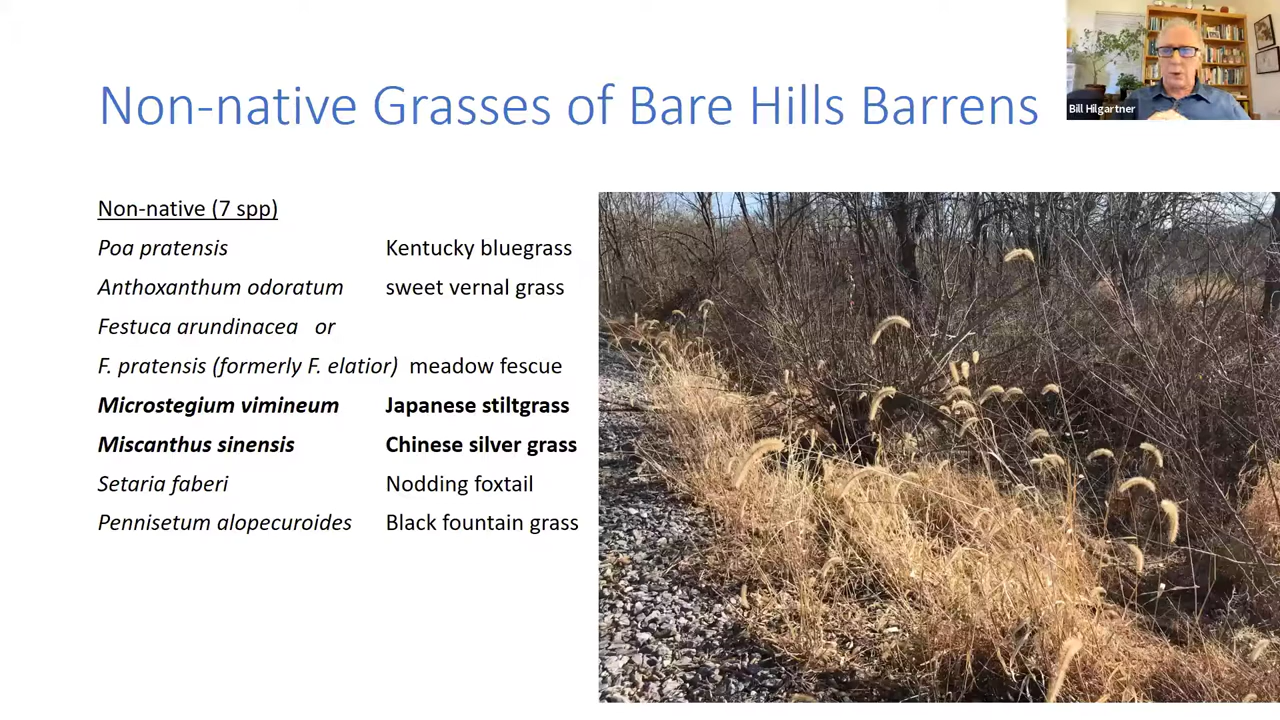 Non-native Grasses of Bare Hills Barrens
Bill Hilgartner
Non-native (7 spp)
Poa pratensis Kentucky bluegrass
Anthoxanthum odoratum sweet vernal grass
Festuca arundinacea or
F. pratensis (formerly F. elatior) meadow fescue
Microstegium vimineum Japanese stiltgrass
Miscanthus sinensis Chinese silver grass
Setaria faberi Nodding foxtail
Pennisetum alopecuroides Black fountain grass